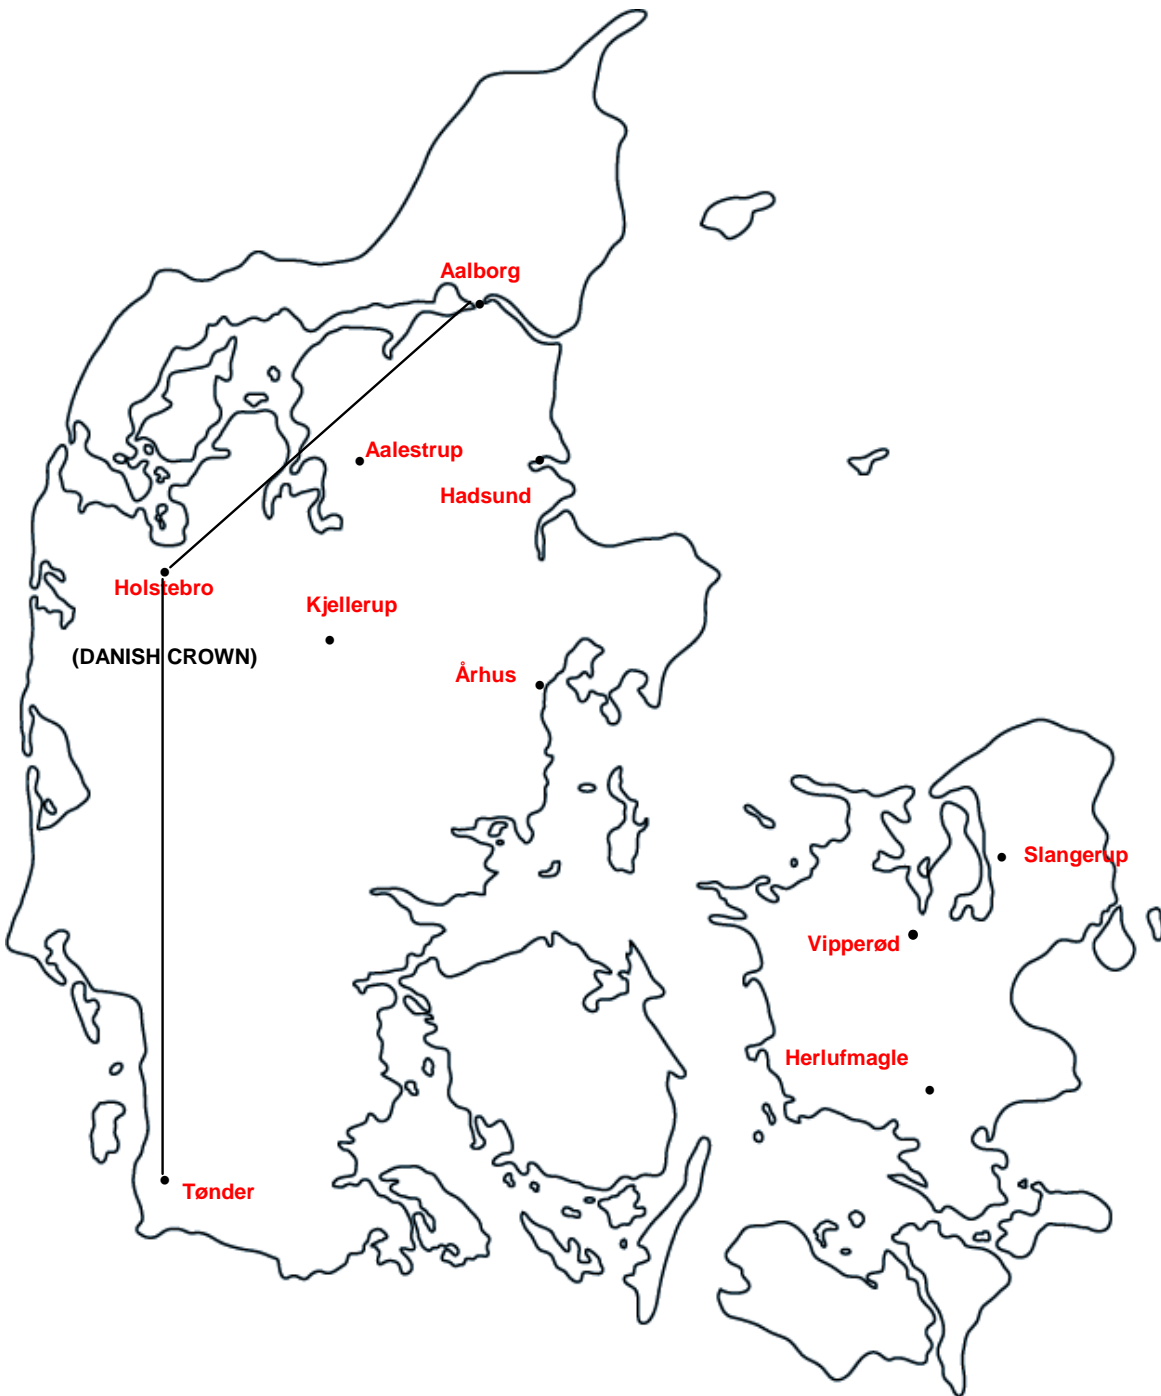 Aalborg
Aalestrup
Hadsund
Holstebro
Kjellerup
(DANISH CROWN)
Århus
Slangerup
Vipperød
Herlufmagle
Tønder